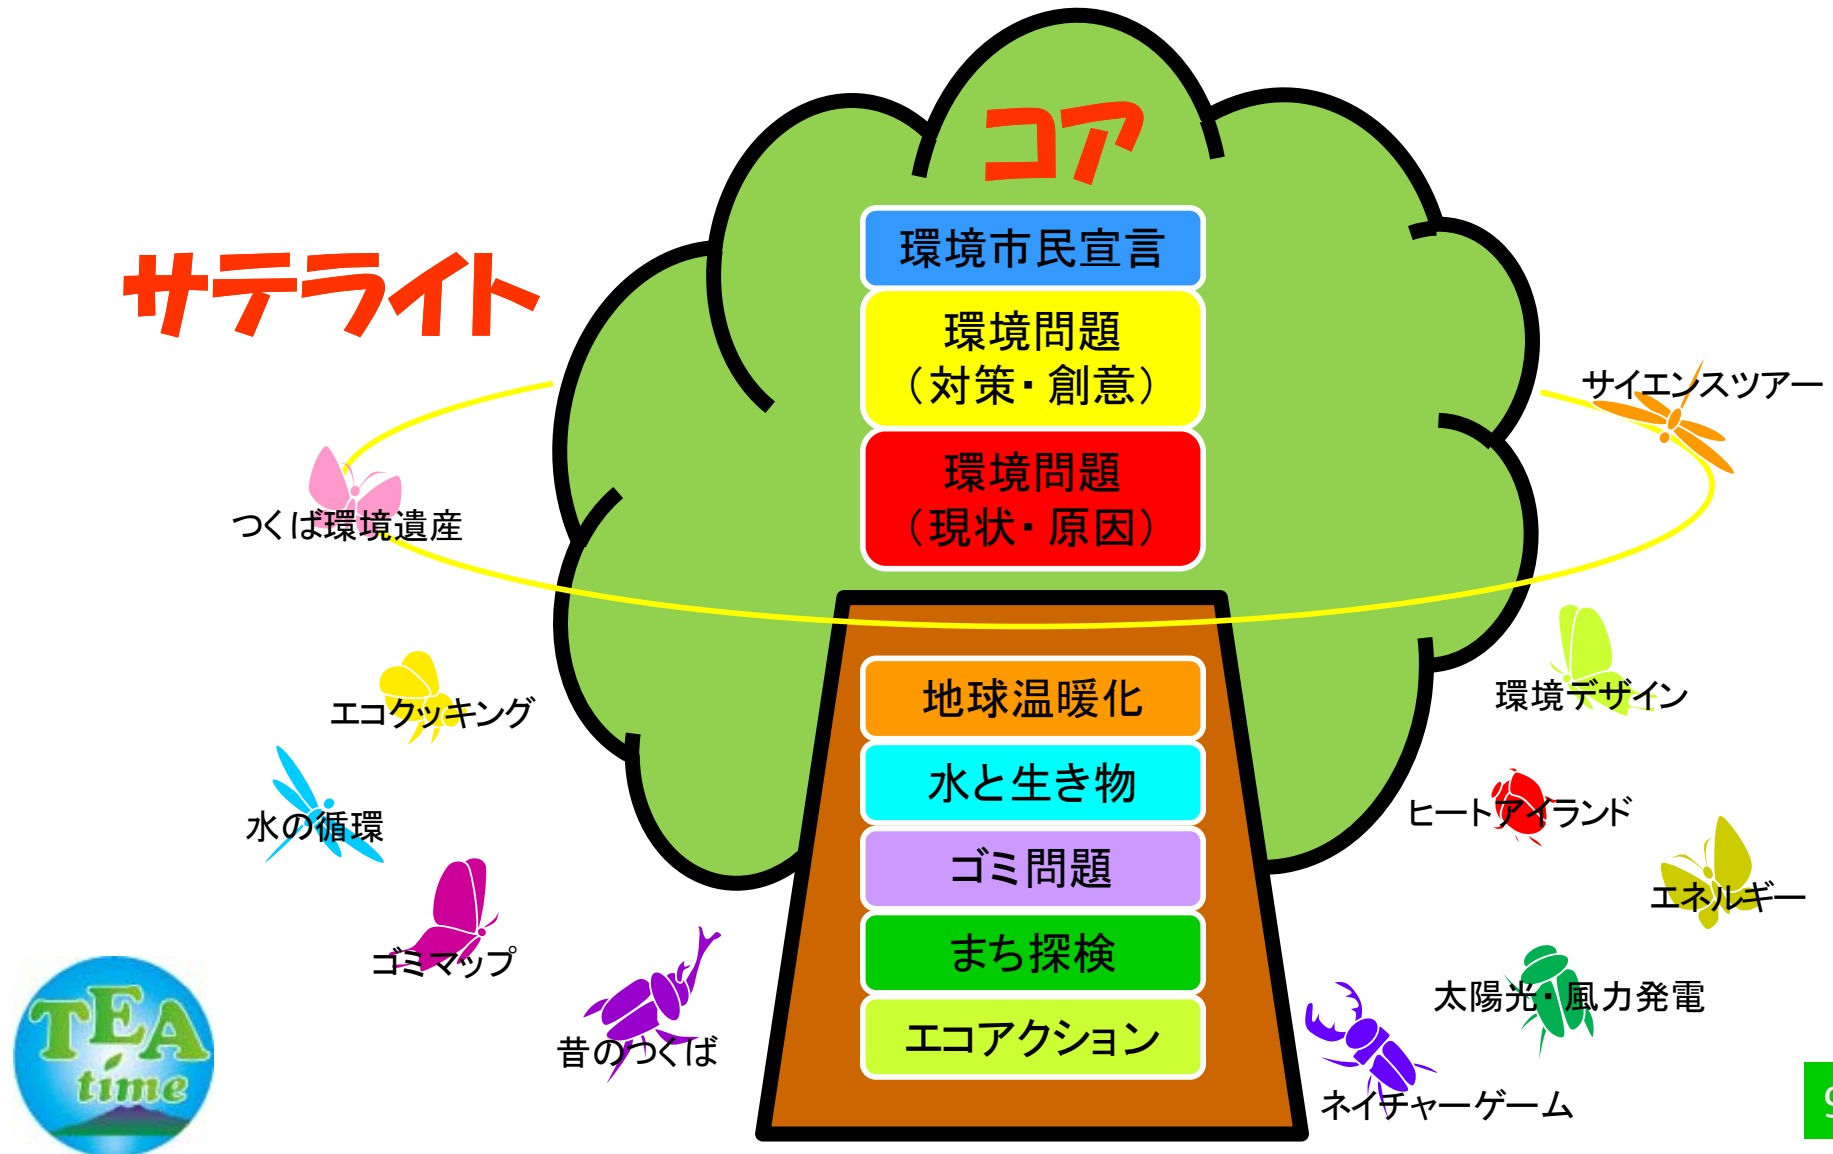 コア
サテライト
環境市民宣言
環境問題
（対策・創意）
環境問題
（現状・原因）
地球温暖化
水と生き物
ゴミ問題
まち探検
エコアクション
つくば環境遺産
エコクッキング
水の循環
ゴミマップ
昔のつくば
サイエンスツアー
環境デザイン
ヒートアイランド
エネルギー
太陽光・風力発電
ネイチャーゲーム
TEA
time